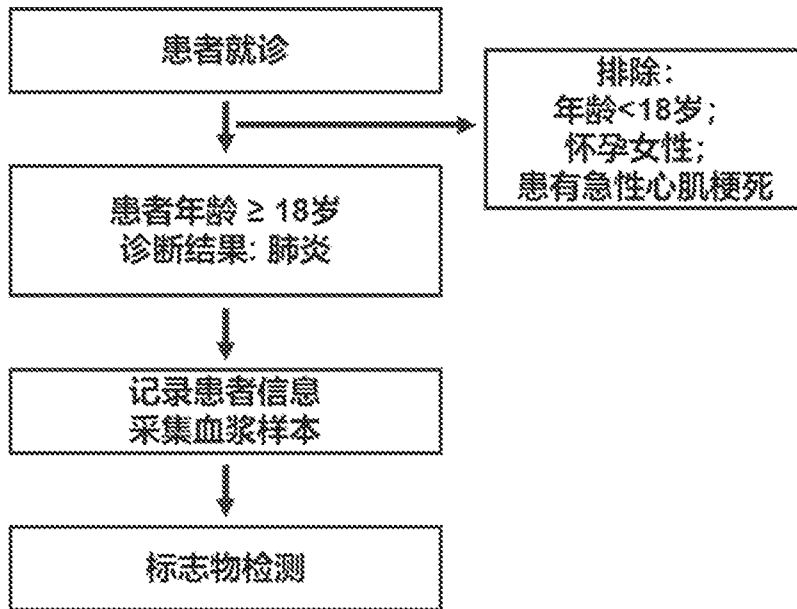 患者就诊
排除:
年龄<18岁;
怀孕女性;
患有急性心肌梗死
患者年龄 ≥ 18岁
诊断结果: 肺炎
记录患者信息
采集血浆样本
标志物检测